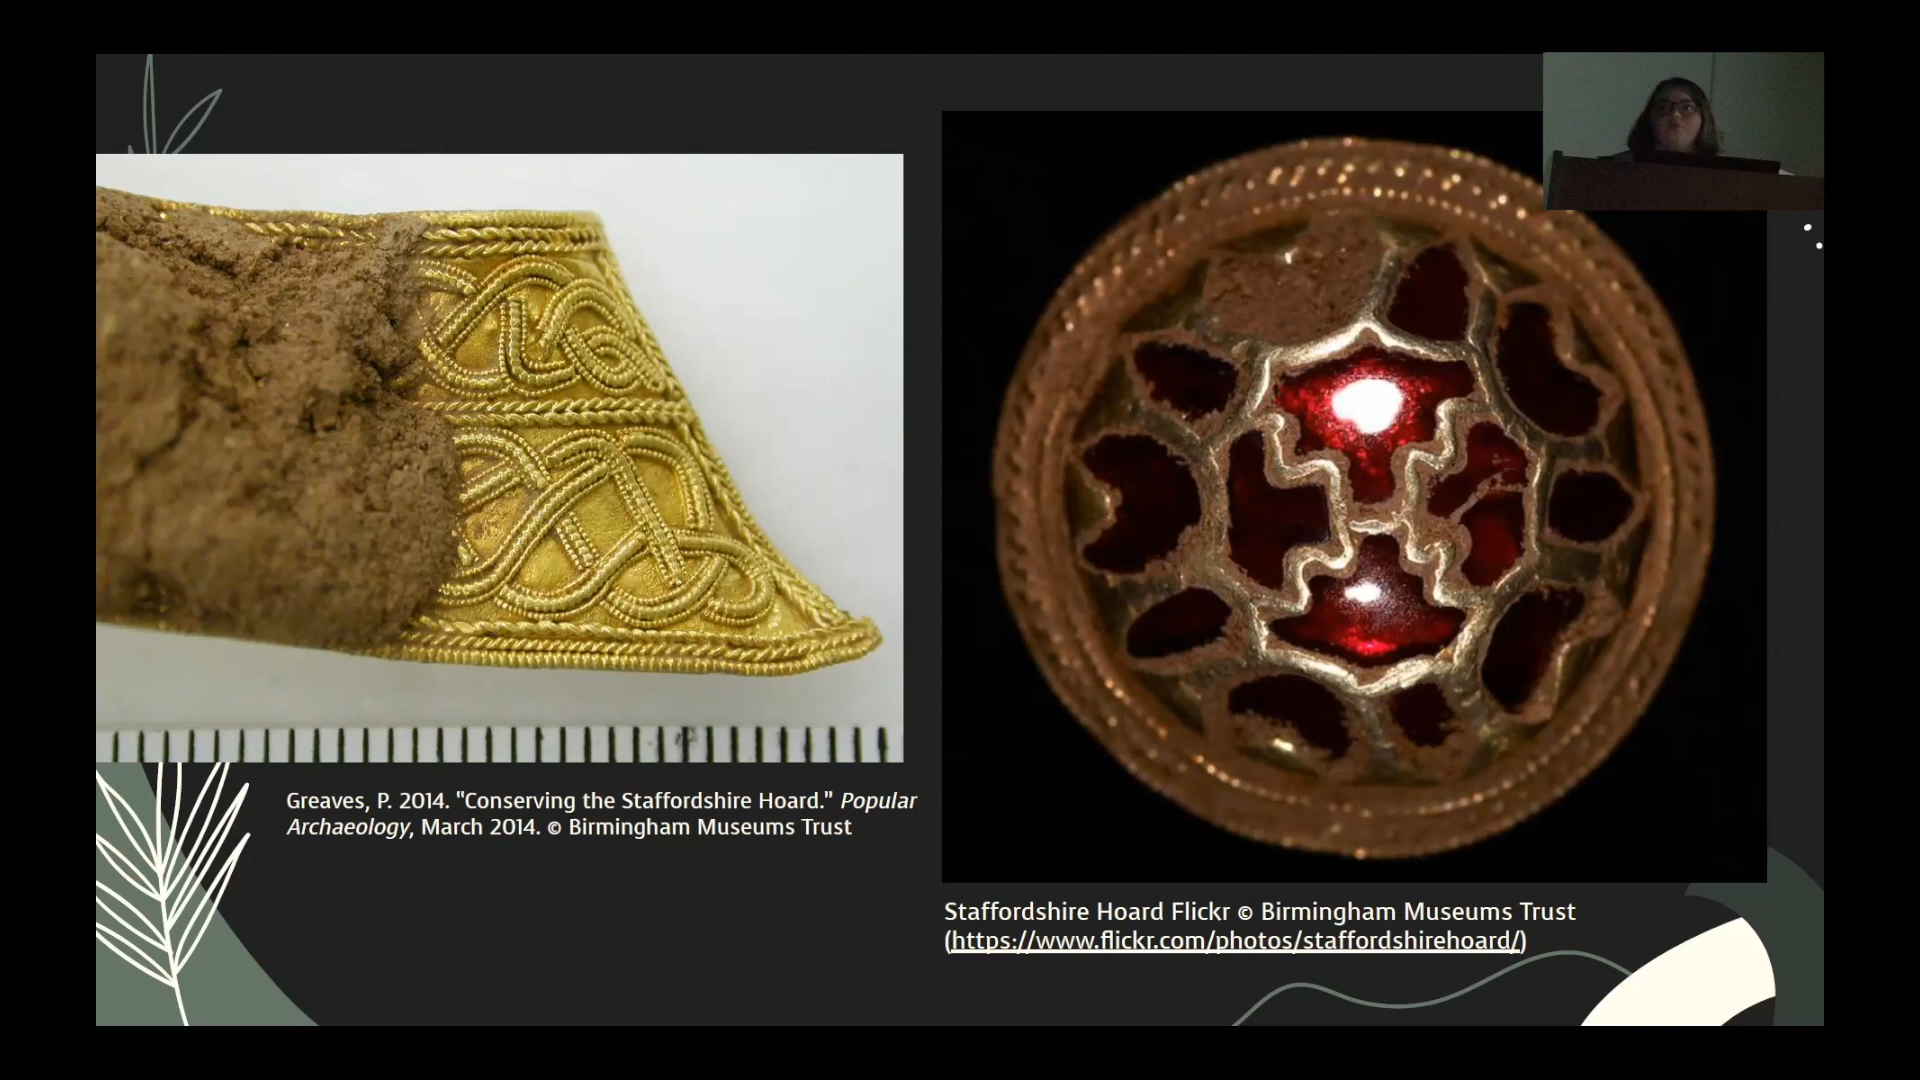 Greaves, P. 2014. "Conserving the Staffordshire Hoard." Popular
Archaeology, March 2014. © Birmingham Museums Trust
Staffordshire Hoard Flickr © Birmingham Museums Trust
(https://www.flickr.com/photos/staffordshirehoard/)